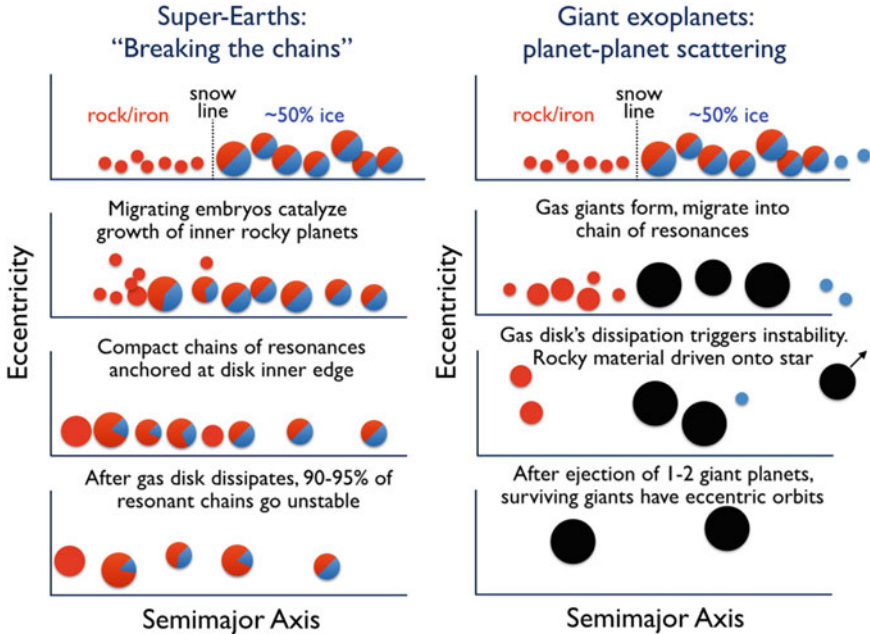 Super-Earths:
“Breaking the chains”
rock/iron
snow
line
~50% ice
Migrating embryos catalyze
growth of inner rocky planets
Compact chains of resonances
anchored at disk inner edge
After gas disk dissipates, 90-95% of
resonant chains go unstable
Eccentricity
Semimajor Axis
Giant exoplanets:
planet-planet scattering
rock/iron
snow
line
~50% ice
Gas giants form, migrate into
chain of resonances
Gas disk’s dissipation triggers instability.
Rocky material driven onto star
After ejection of 1-2 giant planets,
surviving giants have eccentric orbits
Eccentricity
Semimajor Axis